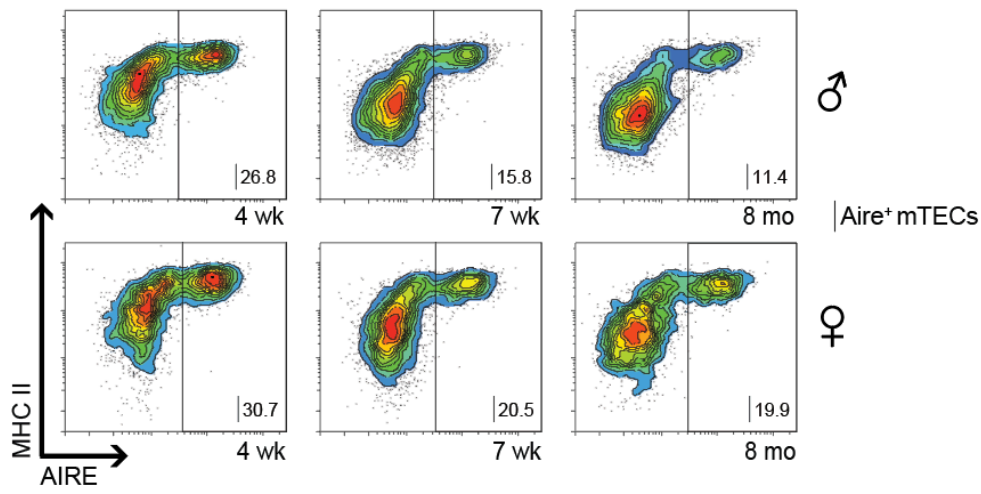 26.8
15.8
11.4
4 wk
7 wk
8 mo
Aire⁺ mTECs
♂
♀
30.7
20.5
19.9
4 wk
7 wk
8 mo
MHC II
AIRE